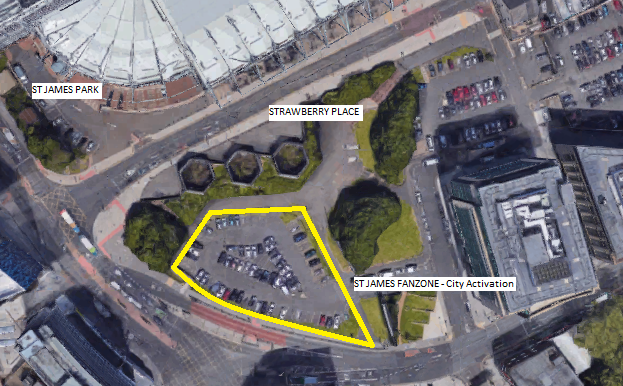 ST JAMES PARK
STRAWBERRY PLACE
ST JAMES FANZONE - City Activation